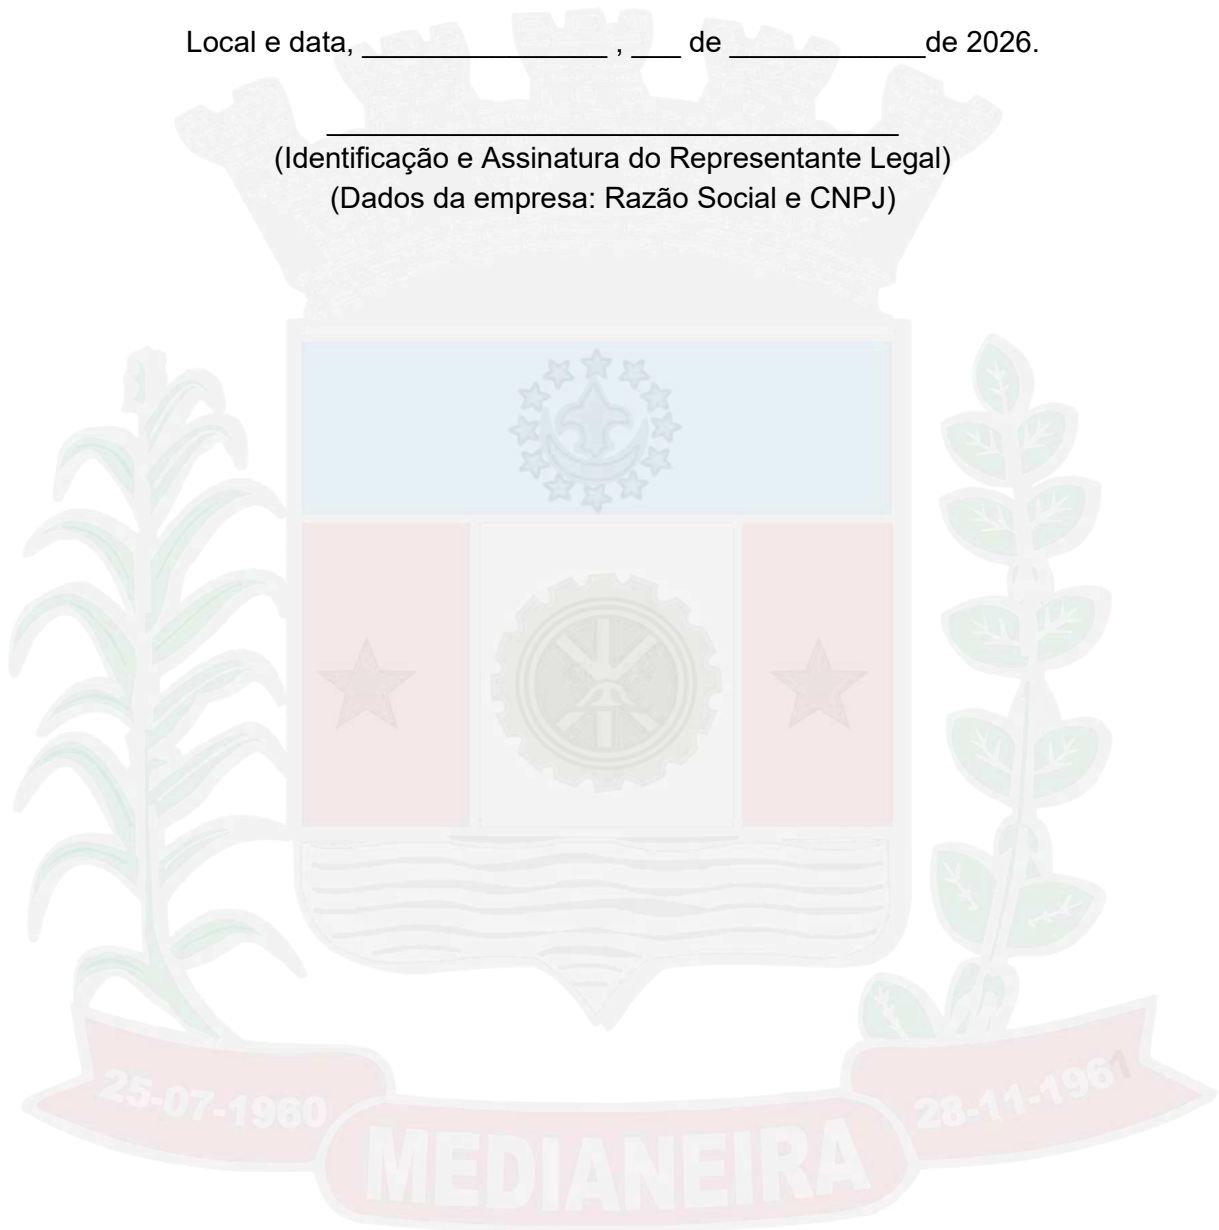 Local e data, _______________ , ___ de ____________de 2026.
___________________________________
(Identificação e Assinatura do Representante Legal)
(Dados da empresa: Razão Social e CNPJ)
25-07-1960
28-11-1961
MEDIANEIRA